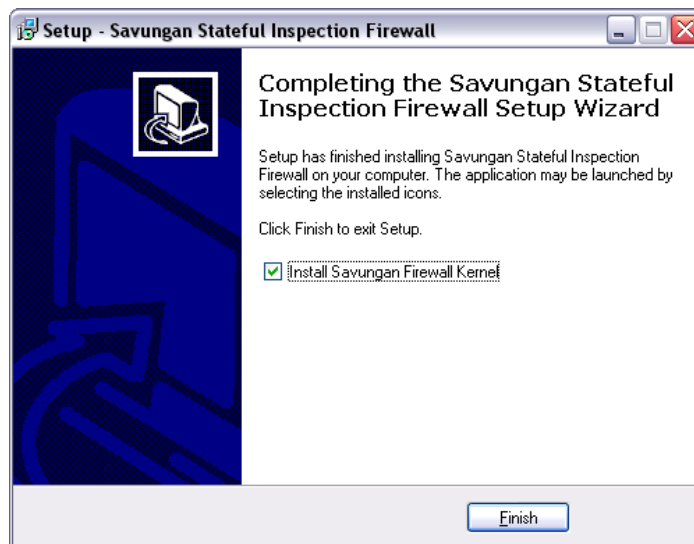 Setup - Savungan Stateful Inspection Firewall
Completing the Savungan Stateful
Inspection Firewall Setup Wizard
Setup has finished installing Savungan Stateful Inspection
Firewall on your computer. The application may be launched by
selecting the installed icons.
Click Finish to exit Setup.
Install Savungan Firewall Kernel
Finish